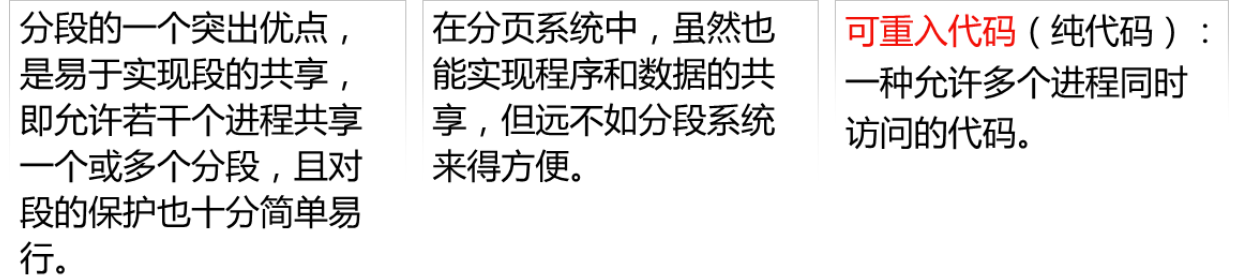 分段的一个突出优点，
是易于实现段的共享，
即允许若干个进程共享
一个或多个分段，且对
段的保护也十分简单易
行。
在分页系统中，虽然也
能实现程序和数据的共
享，但远不如分段系统
来得方便。
可重入代码（纯代码）：
一种允许多个进程同时
访问的代码。